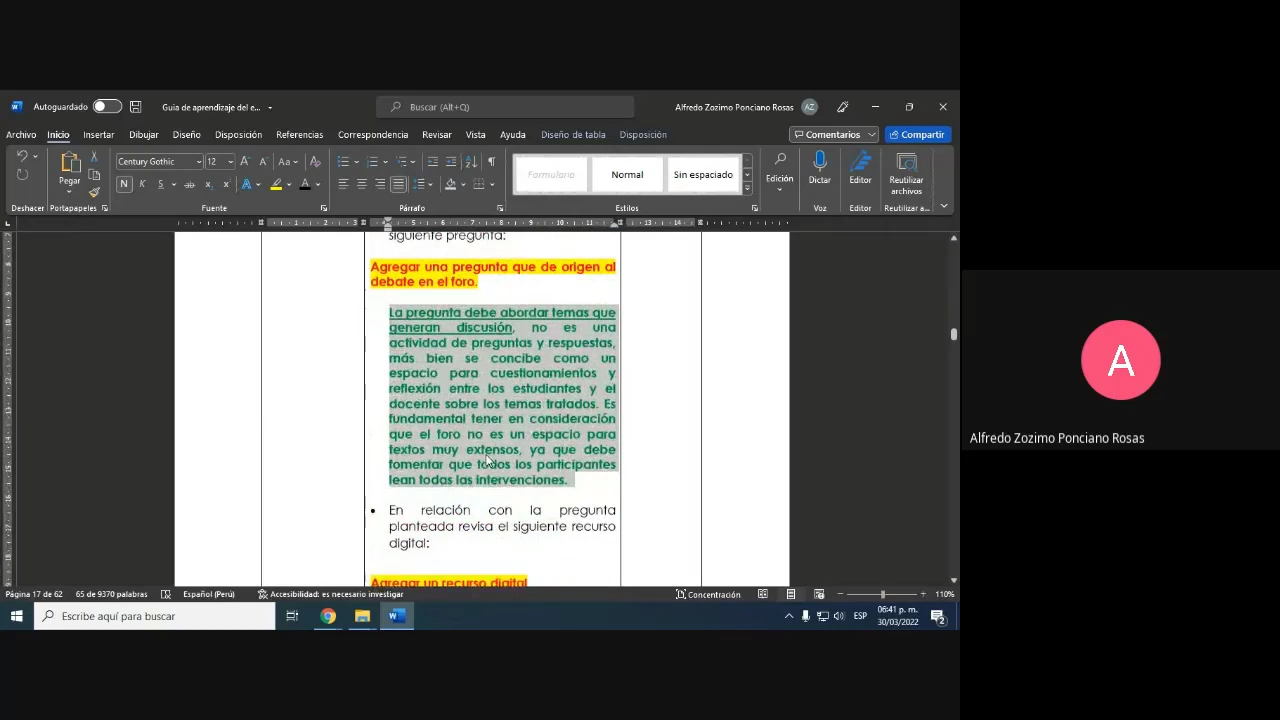 Autoguardado
Guia de aprendizaje del e...
Buscar (Alt+Q)
Alfredo Zozimo Ponciano Rosas
AZ
Archivo Inicio Insertar Dibujar Diseño Disposición Referencias Correspondencia Revisar Vista Ayuda Diseño de tabla Disposición
Comentarios
Compartir
Pegar
Century Gothic
12
N K S ab x₂ x²
Formulario
Normal
Sin espaciado
Edición
Dictar
Editor
Reutilizar
archivos
Deshacer Portapapeles Fuente Párrafo Estilos Voz Editor Reutilizar a...
siguiente pregunta:
Agregar una pregunta que de origen al
debate en el foro.
La pregunta debe abordar temas que
generan discusión, no es una
actividad de preguntas y respuestas,
más bien se concibe como un
espacio para cuestionamientos y
reflexión entre los estudiantes y el
docente sobre los temas tratados. Es
fundamental tener en consideración
que el foro no es un espacio para
textos muy extensos, ya que debe
fomentar que todos los participantes
lean todas las intervenciones.
• En relación con la pregunta
planteada revisa el siguiente recurso
digital:
Agregar un recurso digital
Página 17 de 62
65 de 9370 palabras
Español (Perú)
Accesibilidad: es necesario investigar
Concentración
110%
Escribe aquí para buscar
ESP
06:41 p. m.
30/03/2022
2
A
Alfredo Zozimo Ponciano Rosas